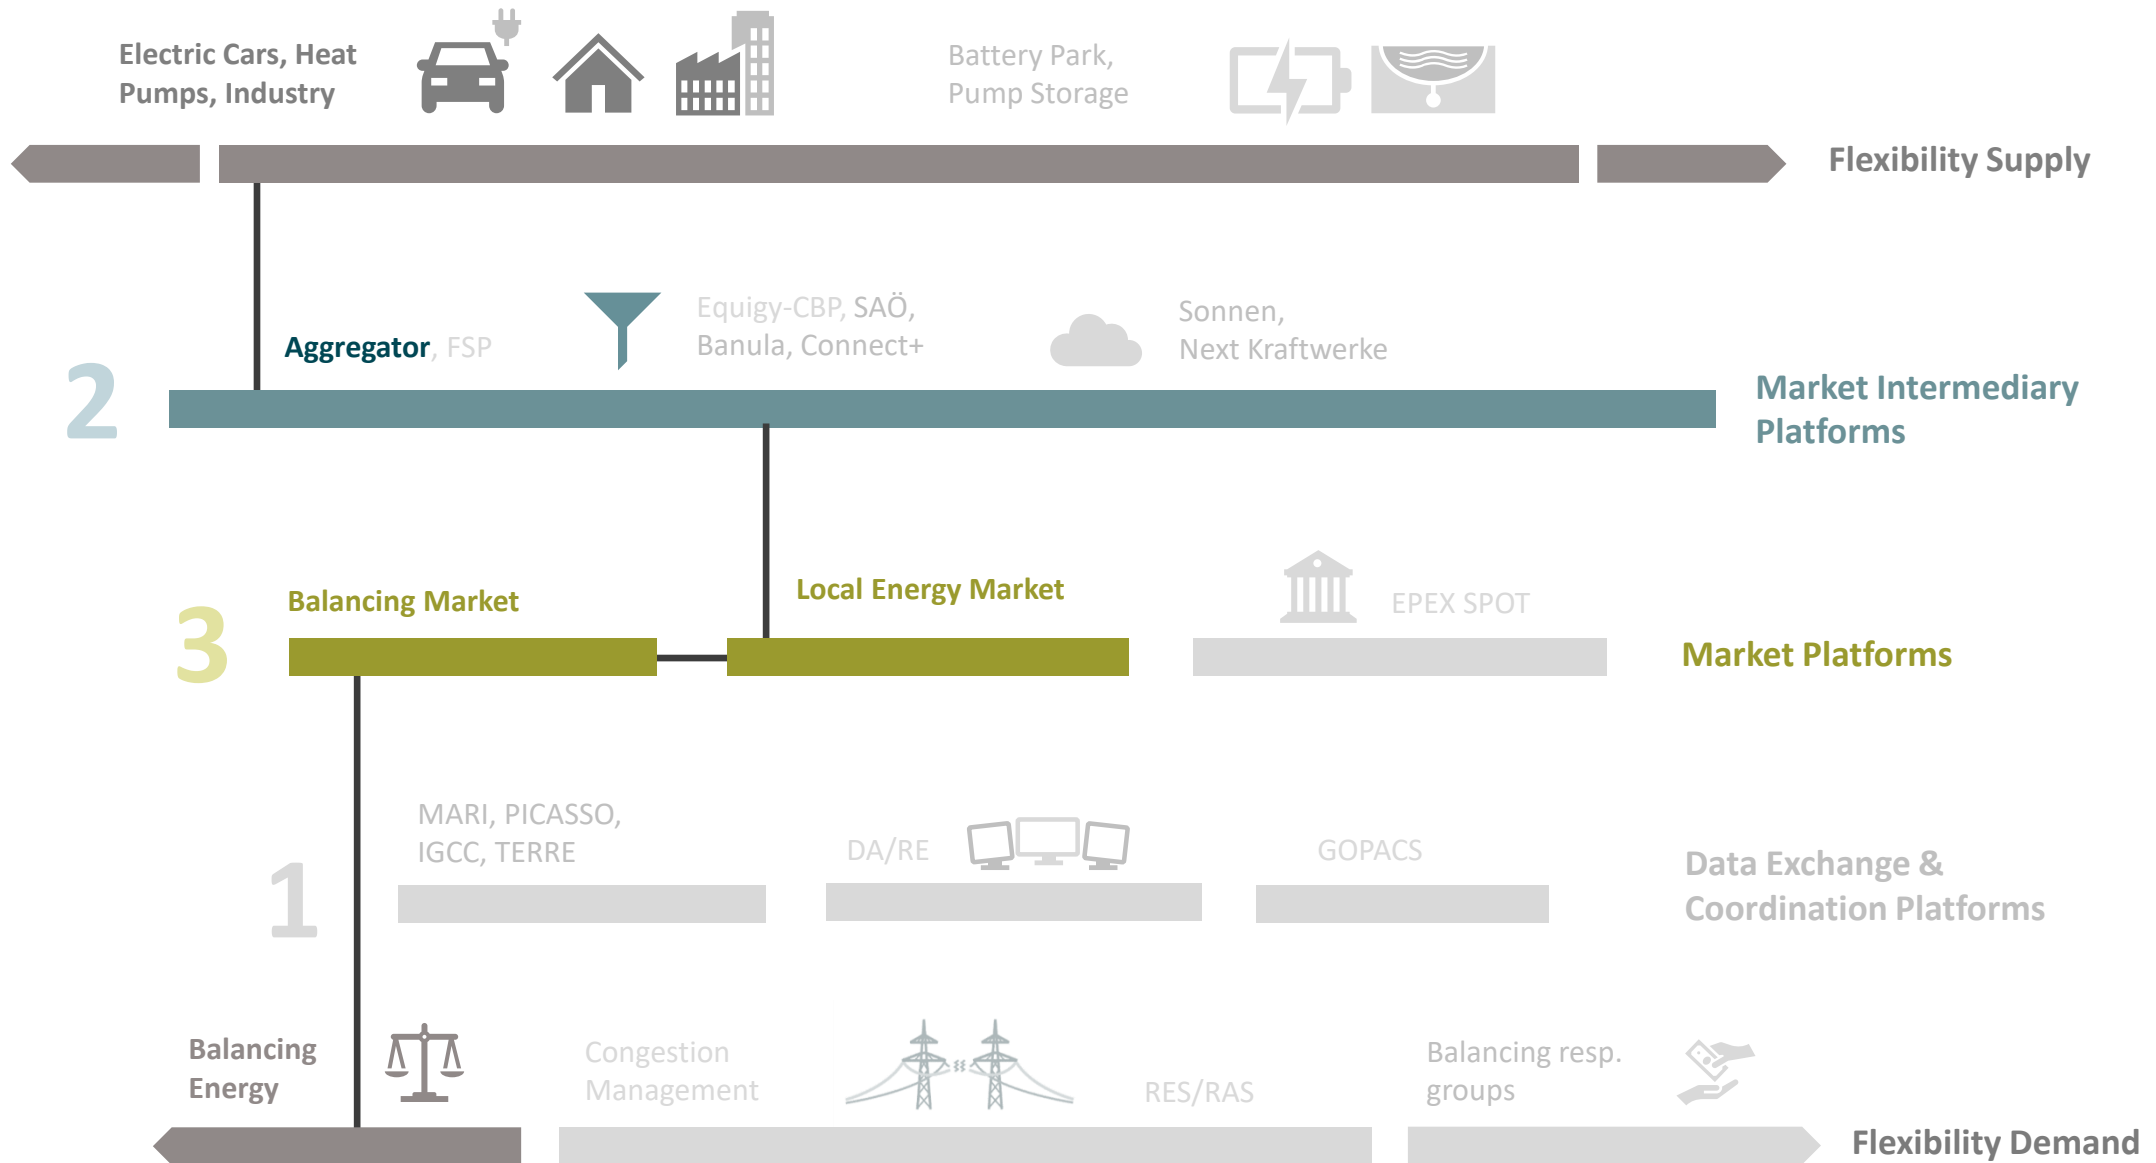 Electric Cars, Heat
Pumps, Industry
Battery Park,
Pump Storage
Flexibility Supply
2
Aggregator, FSP
Equigy-CBP, SAÖ,
Banula, Connect+
Sonnen,
Next Kraftwerke
Market Intermediary
Platforms
3
Balancing Market
Local Energy Market
EPEX SPOT
Market Platforms
1
MARI, PICASSO,
IGCC, TERRE
DA/RE
GOPACS
Data Exchange &
Coordination Platforms
Balancing
Energy
Congestion
Management
RES/RAS
Balancing resp.
groups
Flexibility Demand